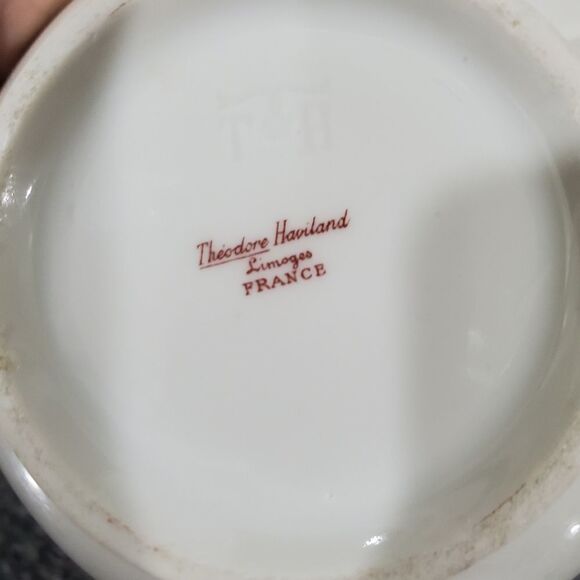 Théodore Haviland
Limoges
FRANCE